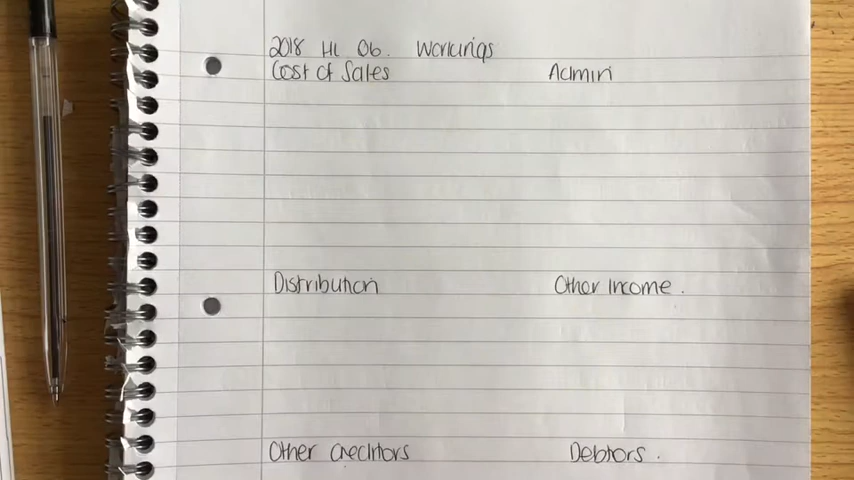 2018 HL Q6. Workings
Cost of Sales
Admin
Distribution
Other Income.
Other Creditors
Debtors.